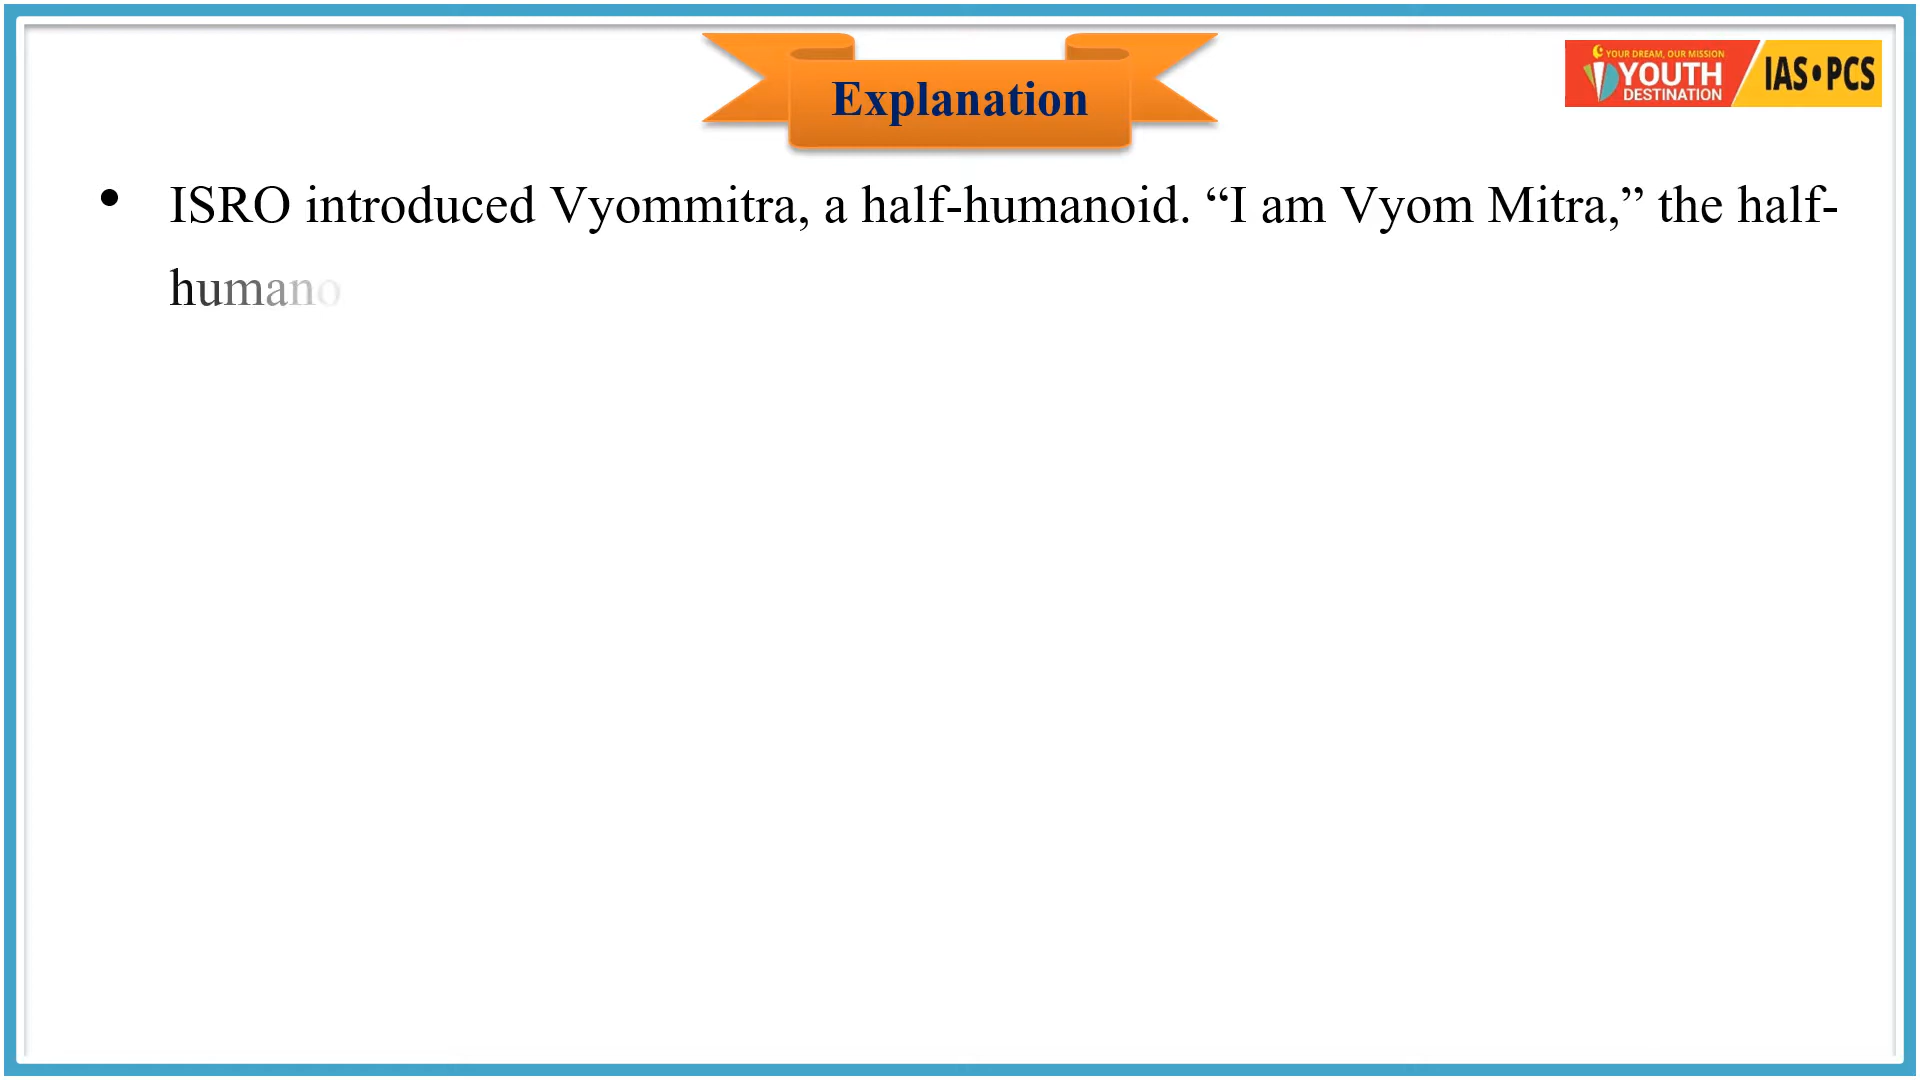 Explanation
YOUR DREAM, OUR MISSION
YOUTH
DESTINATION
IAS•PCS
• ISRO introduced Vyommitra, a half-humanoid. “I am Vyom Mitra,” the half-
humano